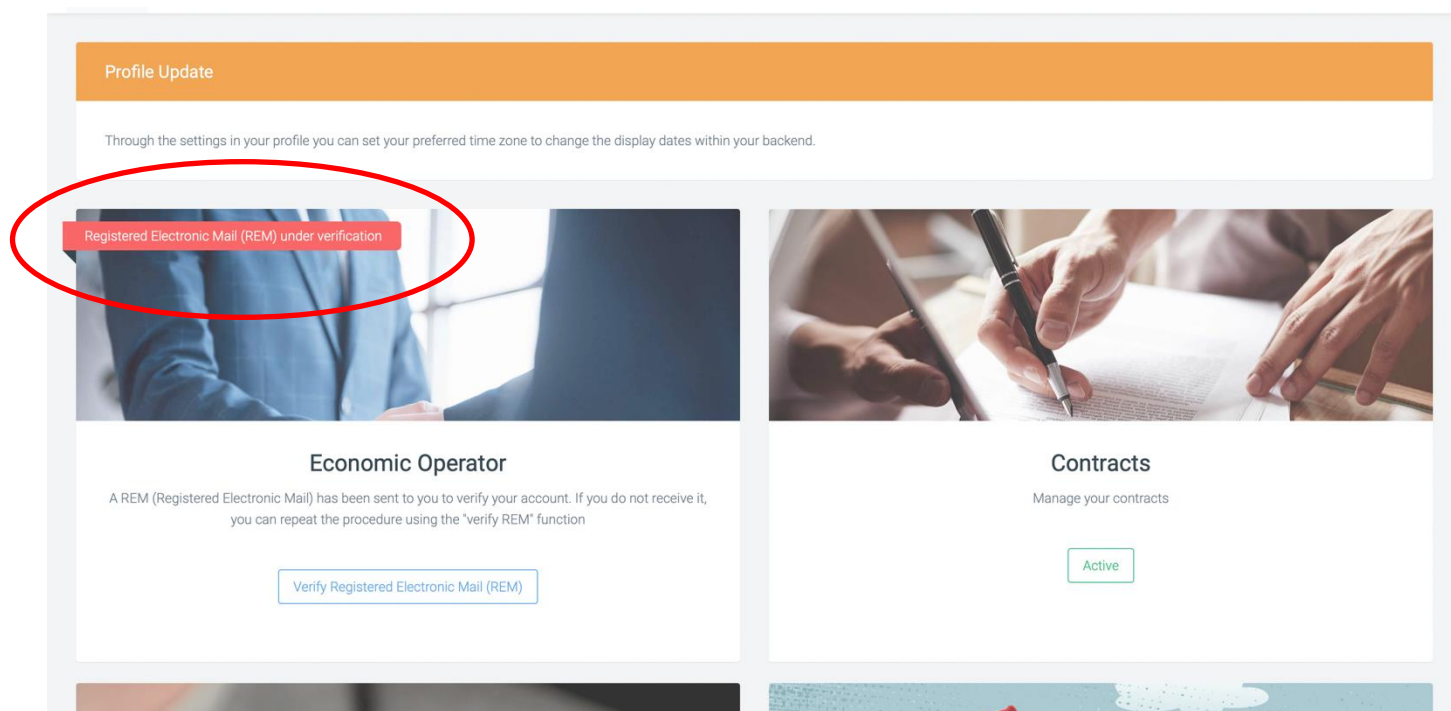 Profile Update
Through the settings in your profile you can set your preferred time zone to change the display dates within your backend.
Registered Electronic Mail (REM) under verification
Economic Operator
A REM (Registered Electronic Mail) has been sent to you to verify your account. If you do not receive it,
you can repeat the procedure using the "verify REM" function
Verify Registered Electronic Mail (REM)
Contracts
Manage your contracts
Active